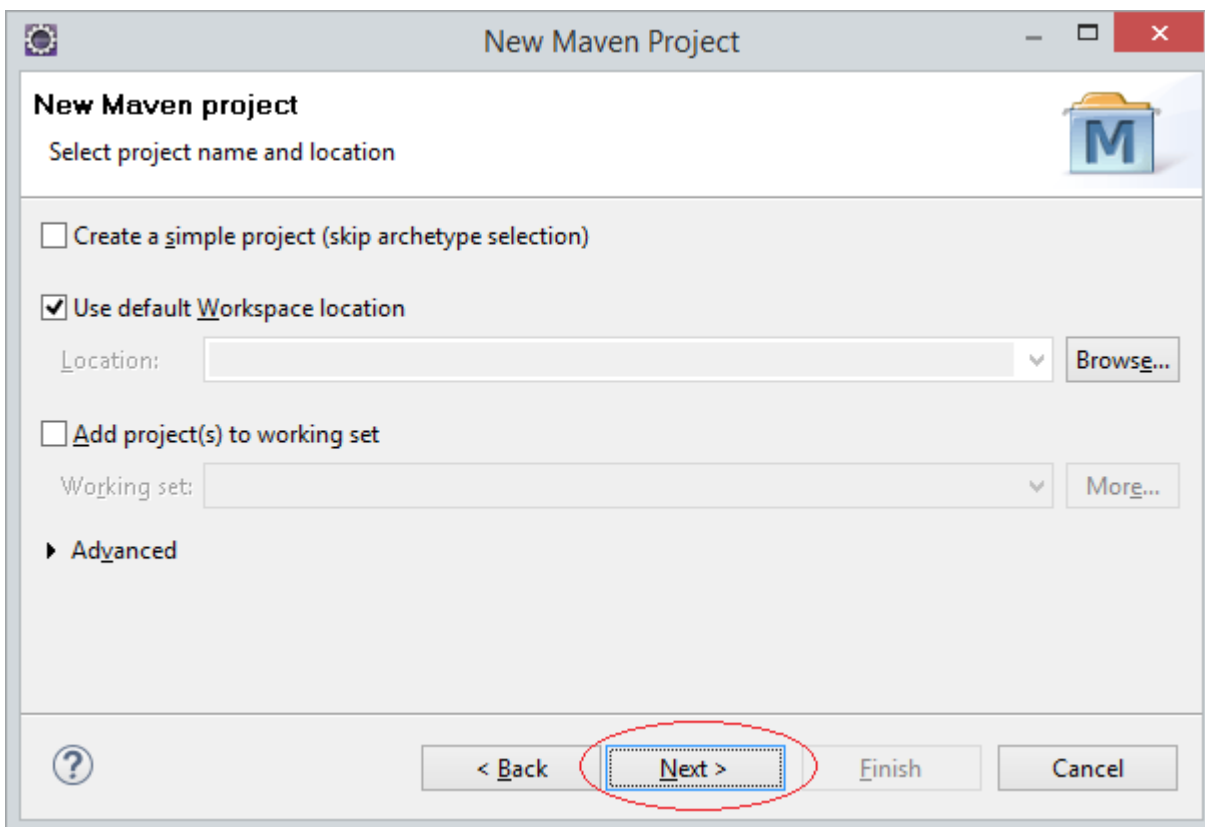 New Maven Project
New Maven project
Select project name and location
M
Create a simple project (skip archetype selection)
Use default Workspace location
Location:
Browse...
Add project(s) to working set
Working set:
More...
Advanced
?
< Back
Next >
Finish
Cancel